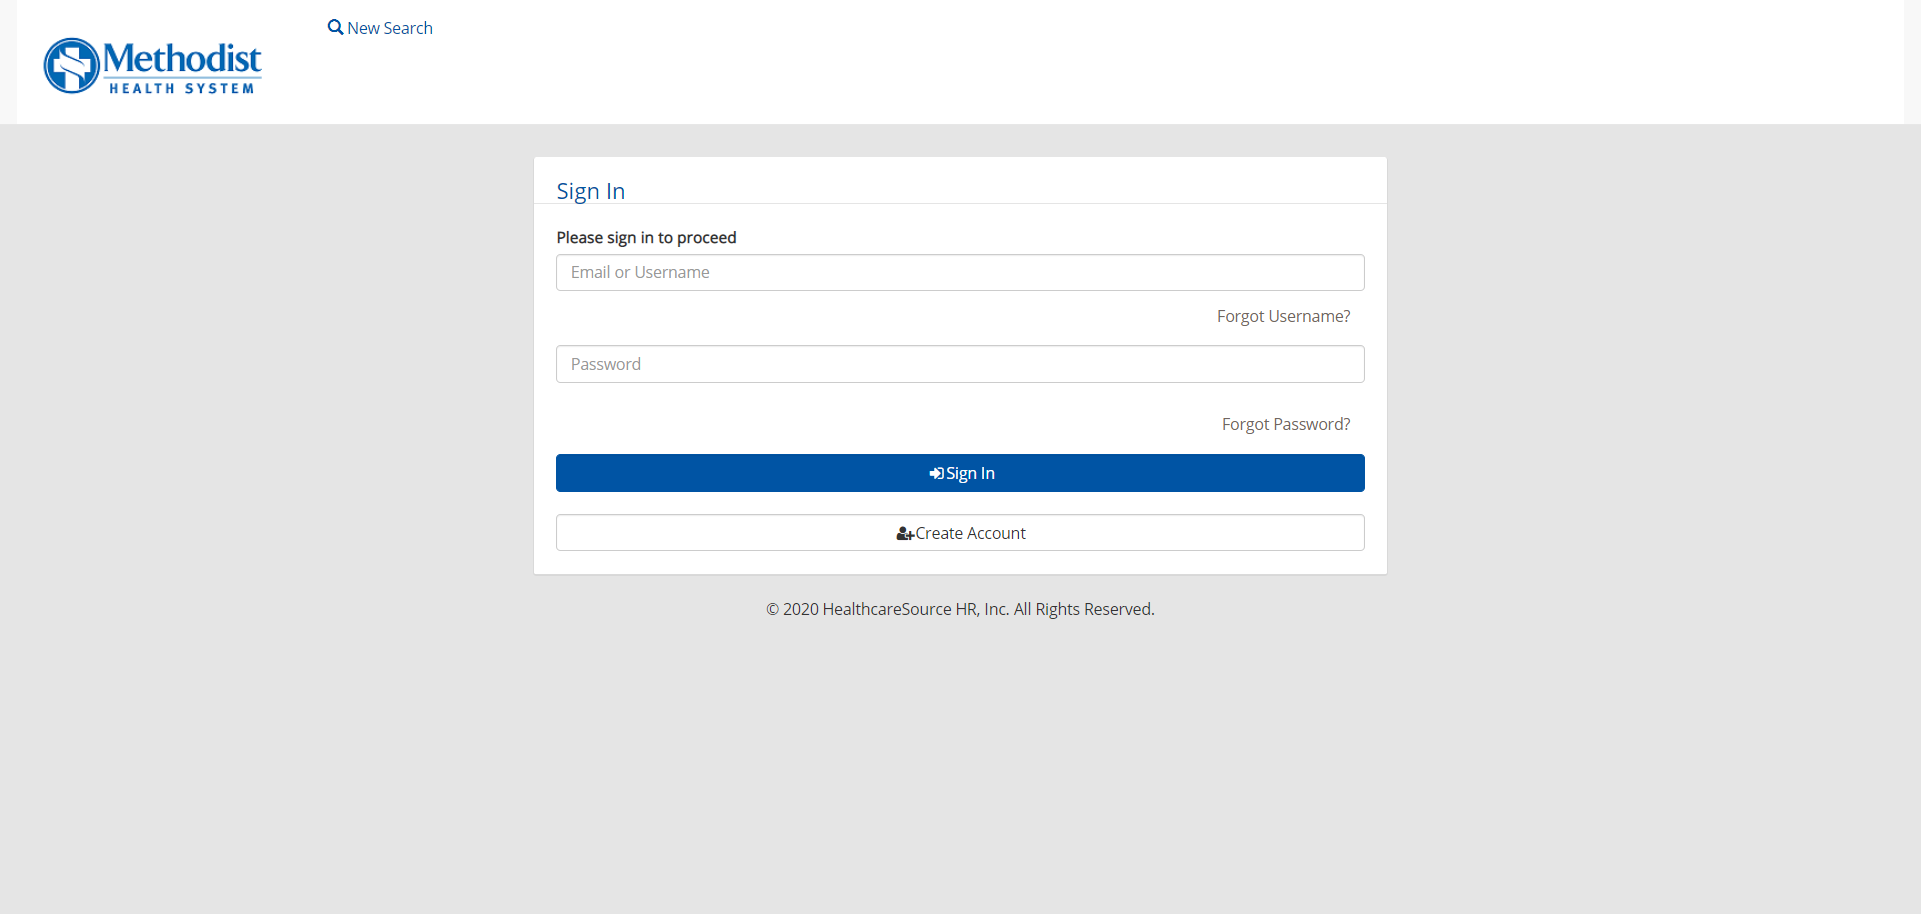 New Search
Methodist
HEALTH SYSTEM
Sign In
Please sign in to proceed
Email or Username
Forgot Username?
Password
Forgot Password?
Sign In
Create Account
© 2020 HealthcareSource HR, Inc. All Rights Reserved.